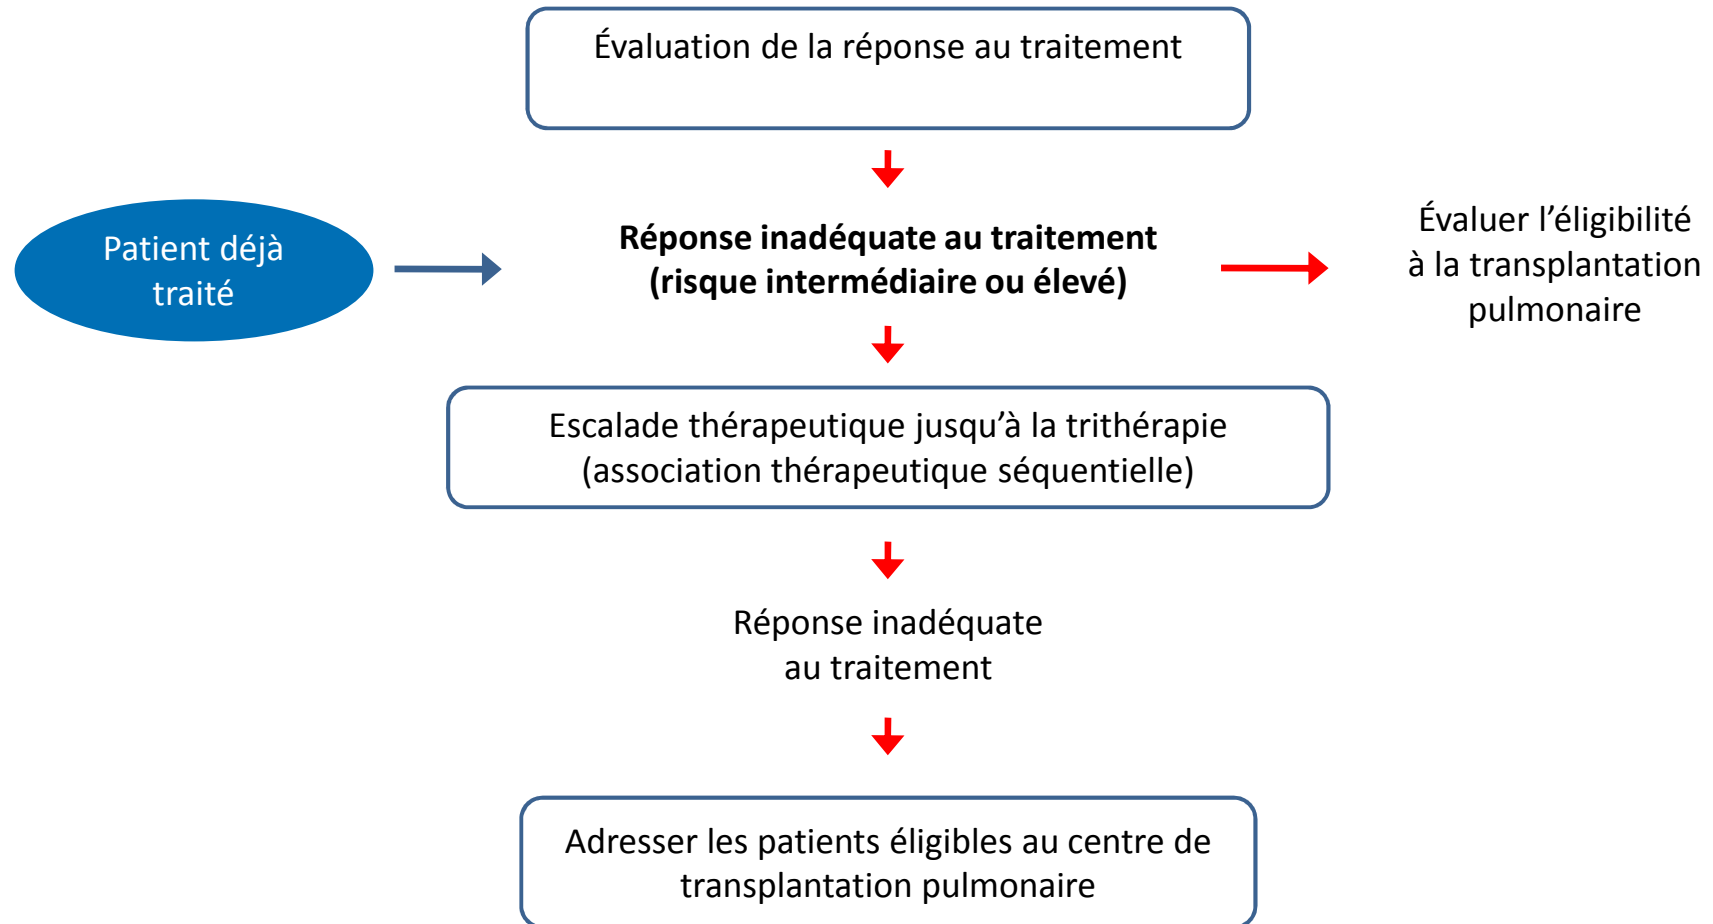 Évaluation de la réponse au traitement
Patient déjà
traité
Réponse inadéquate au traitement
(risque intermédiaire ou élevé)
Évaluer l’éligibilité
à la transplantation
pulmonaire
Escalade thérapeutique jusqu’à la trithérapie
(association thérapeutique séquentielle)
Réponse inadéquate
au traitement
Adresser les patients éligibles au centre de
transplantation pulmonaire